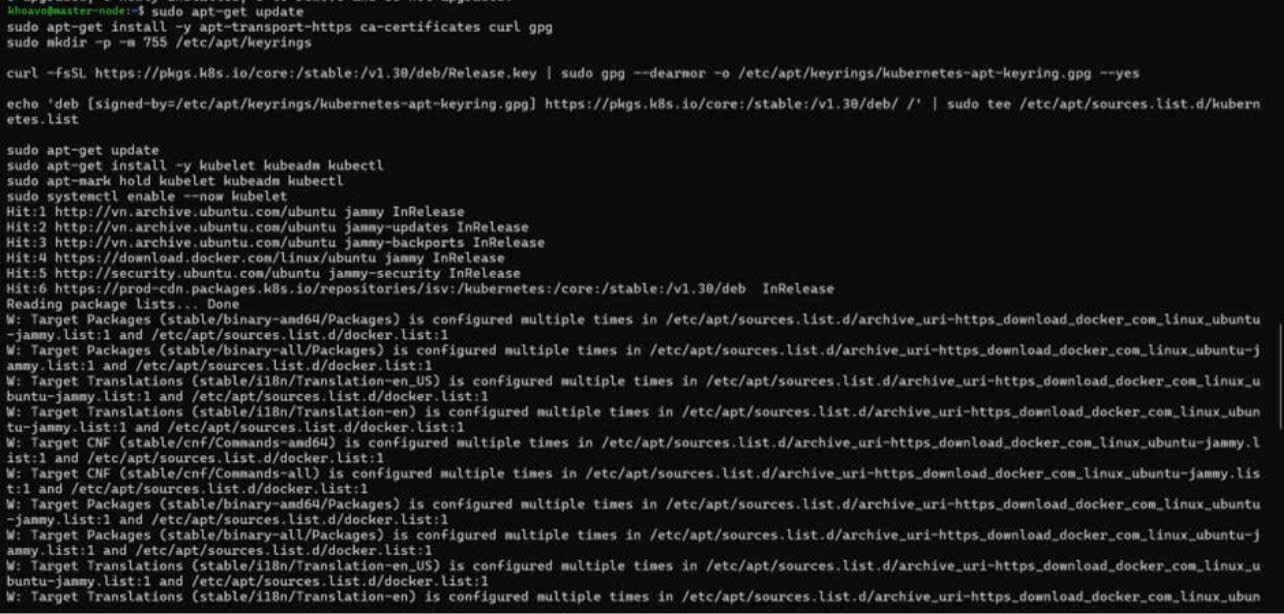 khoavo@master-node:~$ sudo apt-get update
sudo apt-get install -y apt-transport-https ca-certificates curl gpg
sudo mkdir -p -m 755 /etc/apt/keyrings
curl -fsSL https://pkgs.k8s.io/core:/stable:/v1.30/deb/Release.key | sudo gpg --dearmor -o /etc/apt/keyrings/kubernetes-apt-keyring.gpg --yes
echo 'deb [signed-by=/etc/apt/keyrings/kubernetes-apt-keyring.gpg] https://pkgs.k8s.io/core:/stable:/v1.30/deb/ /' | sudo tee /etc/apt/sources.list.d/kubern
etes.list
sudo apt-get update
sudo apt-get install -y kubelet kubeadm kubectl
sudo apt-mark hold kubelet kubeadm kubectl
sudo systemctl enable --now kubelet
Hit:1 http://vn.archive.ubuntu.com/ubuntu jammy InRelease
Hit:2 http://vn.archive.ubuntu.com/ubuntu jammy-updates InRelease
Hit:3 http://vn.archive.ubuntu.com/ubuntu jammy-backports InRelease
Hit:4 https://download.docker.com/linux/ubuntu jammy InRelease
Hit:5 http://security.ubuntu.com/ubuntu jammy-security InRelease
Hit:6 https://prod-cdn.packages.k8s.io/repositories/isv:/kubernetes:/core:/stable:/v1.30/deb  InRelease
Reading package lists... Done
W: Target Packages (stable/binary-amd64/Packages) is configured multiple times in /etc/apt/sources.list.d/archive_uri-https_download_docker_com_linux_ubuntu
-jammy.list:1 and /etc/apt/sources.list.d/docker.list:1
W: Target Packages (stable/binary-all/Packages) is configured multiple times in /etc/apt/sources.list.d/archive_uri-https_download_docker_com_linux_ubuntu-j
ammy.list:1 and /etc/apt/sources.list.d/docker.list:1
W: Target Translations (stable/i18n/Translation-en_US) is configured multiple times in /etc/apt/sources.list.d/archive_uri-https_download_docker_com_linux_u
buntu-jammy.list:1 and /etc/apt/sources.list.d/docker.list:1
W: Target Translations (stable/i18n/Translation-en) is configured multiple times in /etc/apt/sources.list.d/archive_uri-https_download_docker_com_linux_ubun
tu-jammy.list:1 and /etc/apt/sources.list.d/docker.list:1
W: Target CNF (stable/cnf/Commands-amd64) is configured multiple times in /etc/apt/sources.list.d/archive_uri-https_download_docker_com_linux_ubuntu-jammy.l
ist:1 and /etc/apt/sources.list.d/docker.list:1
W: Target CNF (stable/cnf/Commands-all) is configured multiple times in /etc/apt/sources.list.d/archive_uri-https_download_docker_com_linux_ubuntu-jammy.lis
t:1 and /etc/apt/sources.list.d/docker.list:1
W: Target Packages (stable/binary-amd64/Packages) is configured multiple times in /etc/apt/sources.list.d/archive_uri-https_download_docker_com_linux_ubuntu
-jammy.list:1 and /etc/apt/sources.list.d/docker.list:1
W: Target Packages (stable/binary-all/Packages) is configured multiple times in /etc/apt/sources.list.d/archive_uri-https_download_docker_com_linux_ubuntu-j
ammy.list:1 and /etc/apt/sources.list.d/docker.list:1
W: Target Translations (stable/i18n/Translation-en_US) is configured multiple times in /etc/apt/sources.list.d/archive_uri-https_download_docker_com_linux_u
buntu-jammy.list:1 and /etc/apt/sources.list.d/docker.list:1
W: Target Translations (stable/i18n/Translation-en) is configured multiple times in /etc/apt/sources.list.d/archive_uri-https_download_docker_com_linux_ubun